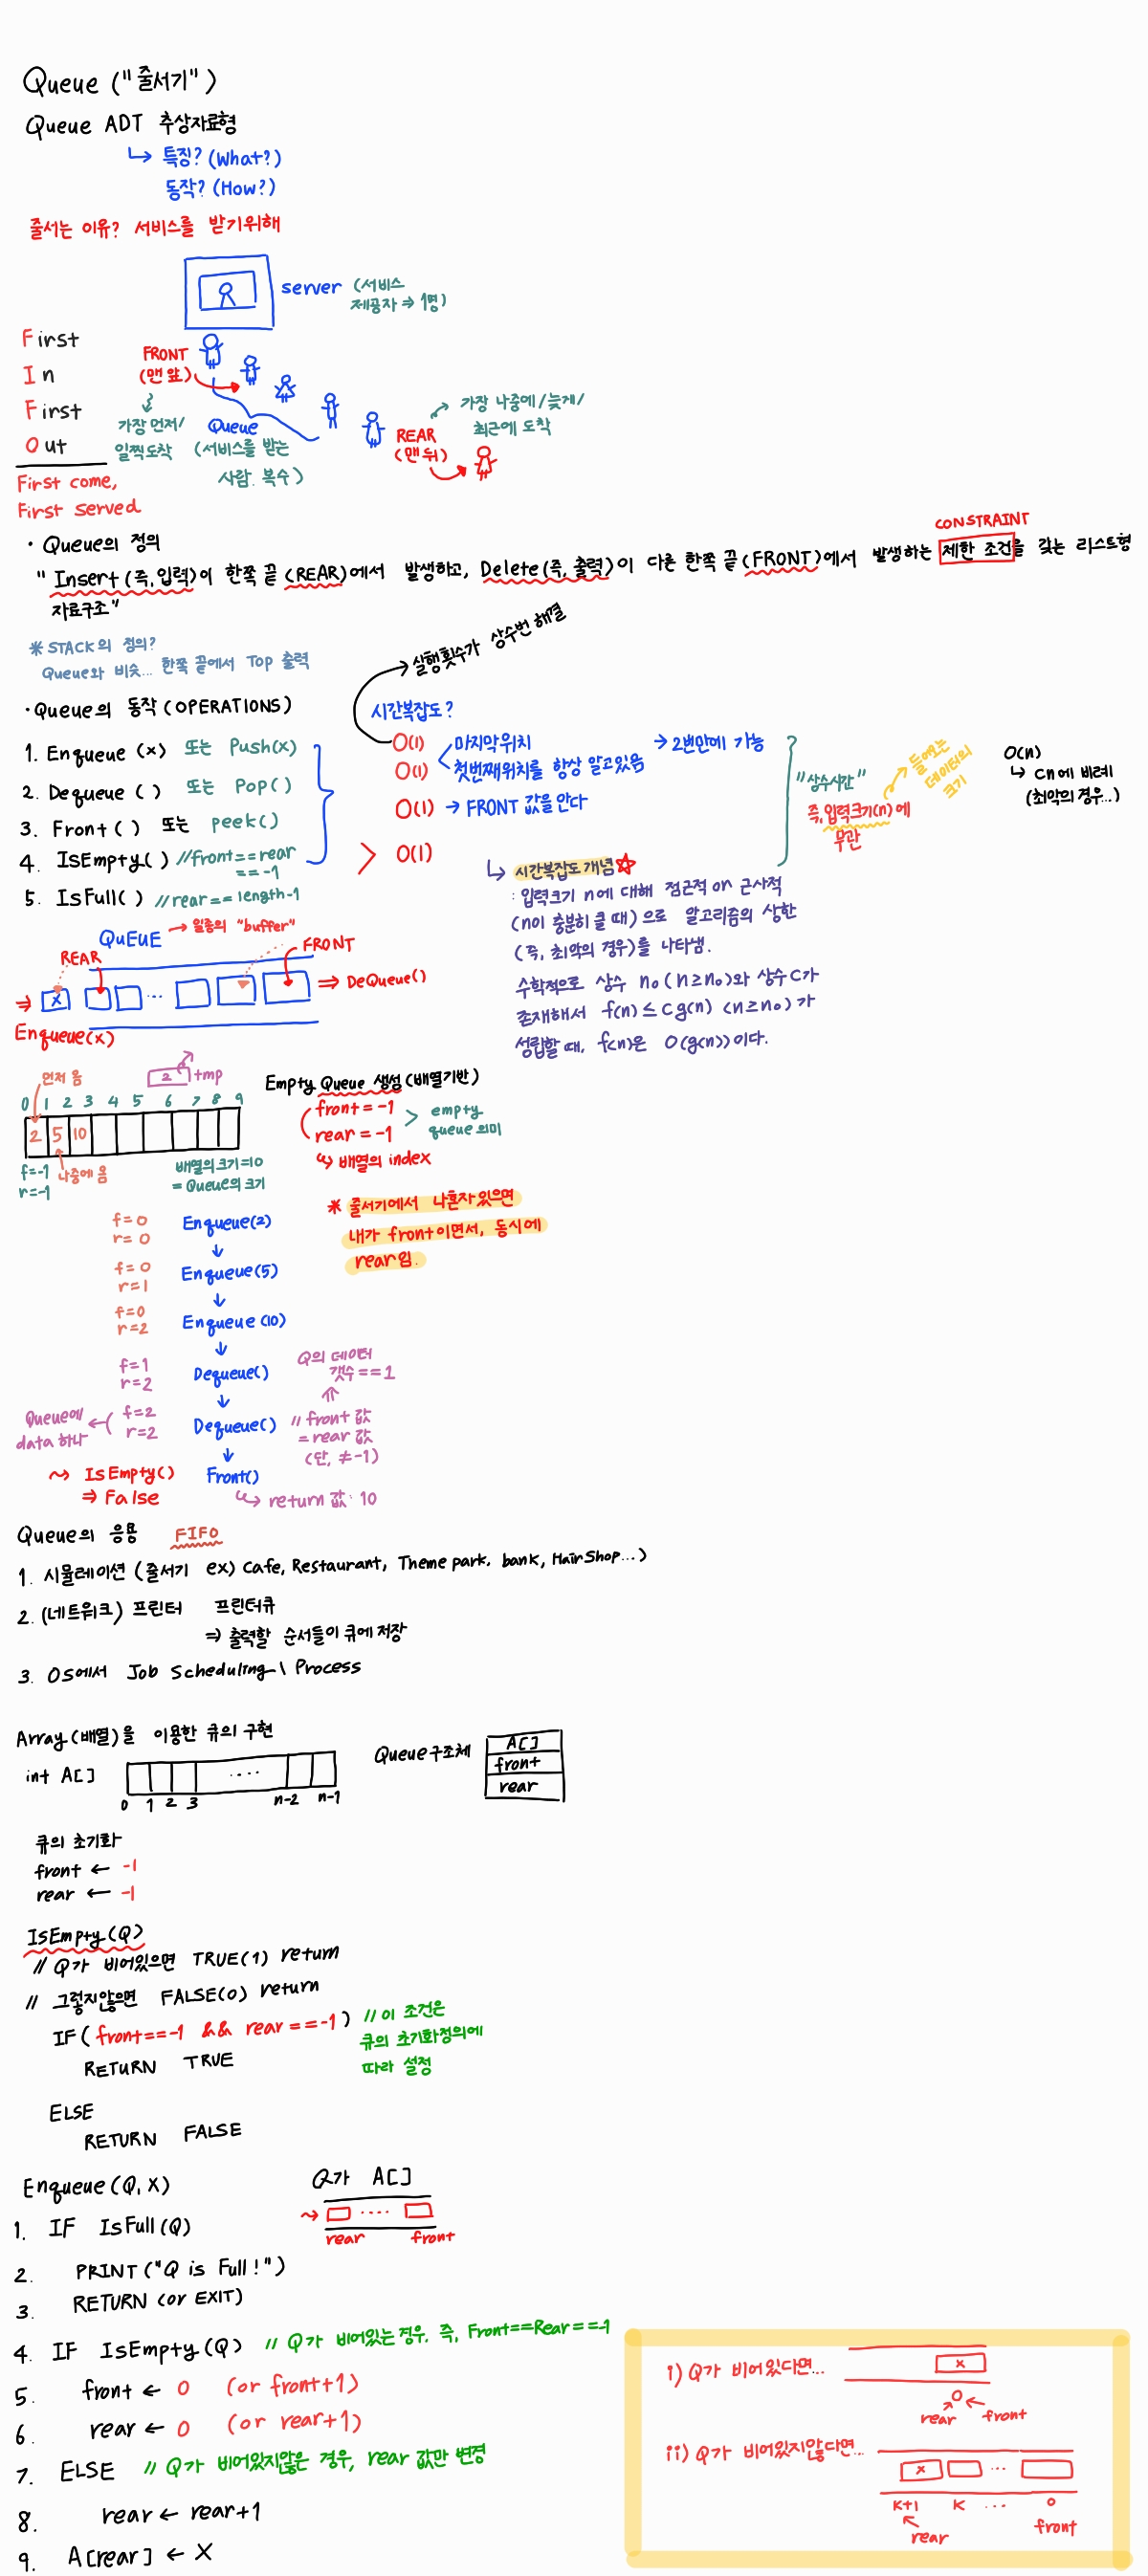 Queue ("줄서기")
Queue ADT 추상자료형
↳ 특징? (What?)
동작? (How?)
줄서는 이유? 서비스를 받기위해
server (서비스
제공자 ⇒ 1명)
First
In
First
Out
First come,
First served
FRONT
(맨 앞)
가장 먼저/
일찍도착
Queue
(서비스를 받는
사람. 복수)
REAR
(맨 뒤)
가장 나중에/늦게/
최근에 도착
· Queue의 정의
CONSTRAINT
"Insert(즉, 입력)이 한쪽 끝 (REAR)에서 발생하고, Delete(즉, 출력)이 다른 한쪽 끝(FRONT)에서 발생하는 제한 조건을 갖는 리스트형
자료구조"
* STACK의 정의?
Queue와 비슷... 한쪽 끝에서 Top 출력
· Queue의 동작 (OPERATIONS)
시간복잡도?
실행횟수가 상수번 해결
1. Enqueue (x) 또는 Push(x)
2. Dequeue ( ) 또는 Pop( )
3. Front( ) 또는 peek( )
4. ISEmpty( ) //front==rear
== -1
5. IsFull( ) //rear == length-1
O(1)
O(1)
마지막위치
첫번째위치를 항상 알고있음
→ 2번만에 가능
O(1) → FRONT 값을 안다
O(1)
"상수시간"
즉, 입력크기(n)에
무관
들어오는
데이터의
크기
O(n)
↳ cn에 비례
(최악의 경우...)
↳ 시간복잡도 개념 ☆
: 입력크기 n에 대해 점근적 on 근사적
(n이 충분히 클 때)으로 알고리즘의 상한
(즉, 최악의 경우)를 나타냄.
수학적으로 상수 n₀ (n≥n₀)와 상수 C가
존재해서 f(n) ≤ C g(n) (n≥n₀)가
성립할 때, f(n)은 O(g(n))이다.
QUEUE → 일종의 "buffer"
REAR
FRONT
⇒ x ··· ⇒ DeQueue()
Enqueue(x)
먼저 옴
2 tmp
0 1 2 3 4 5 6 7 8 9
2 5 10
f=-1
r=-1
나중에 옴
배열의 크기=10
= Queue의 크기
Empty Queue 생성 (배열기반)
front = -1
rear = -1
> empty
queue 의미
↳ 배열의 index
* 줄서기에서 나혼자있으면
내가 front이면서, 동시에
rear임.
f=0
r=0
Enqueue(2)
↓
f=0
r=1
Enqueue(5)
↓
f=0
r=2
Enqueue(10)
↓
f=1
r=2
Dequeue()
↓
Q의 데이터
갯수==1
Queue에
data 하나
f=2
r=2
Dequeue()
↓
// front 값
= rear 값
(단, ≠-1)
~> IsEmpty()
⇒ False
Front()
↳ return 값: 10
Queue의 응용 FIFO
1. 시뮬레이션 (줄서기 ex) Cafe, Restaurant, Theme park. bank, Hair Shop...)
2. (네트워크) 프린터 프린터큐
⇒ 출력할 순서들이 큐에 저장
3. OS에서 Job Scheduling \ Process
Array(배열)을 이용한 큐의 구현
int A[]
····
0 1 2 3 n-2 n-1
Queue구조체
A[]
front
rear
큐의 초기화
front ← -1
rear ← -1
ISEmpty(Q)
// Q가 비어있으면 TRUE(1) return
// 그렇지않으면 FALSE(0) return
IF( front==-1 && rear==-1 ) // 이 조건은
큐의 초기화정의에
따라 설정
RETURN TRUE
ELSE
RETURN FALSE
Enqueue(Q, X)
Q가 A[]
~> ····
rear front
1. IF IsFull(Q)
2. PRINT("Q is Full!")
3. RETURN (or EXIT)
4. IF IsEmpty(Q) // Q가 비어있는경우. 즉, Front==Rear==-1
5. front ← 0 (or front+1)
6. rear ← 0 (or rear+1)
7. ELSE // Q가 비어있지않은 경우, rear 값만 변경
8. rear ← rear+1
9. A[rear] ← X
i) Q가 비어있다면...
x
0
rear front
ii) Q가 비어있지않다면...
x ···
K+1 K ··· 0
rear
front